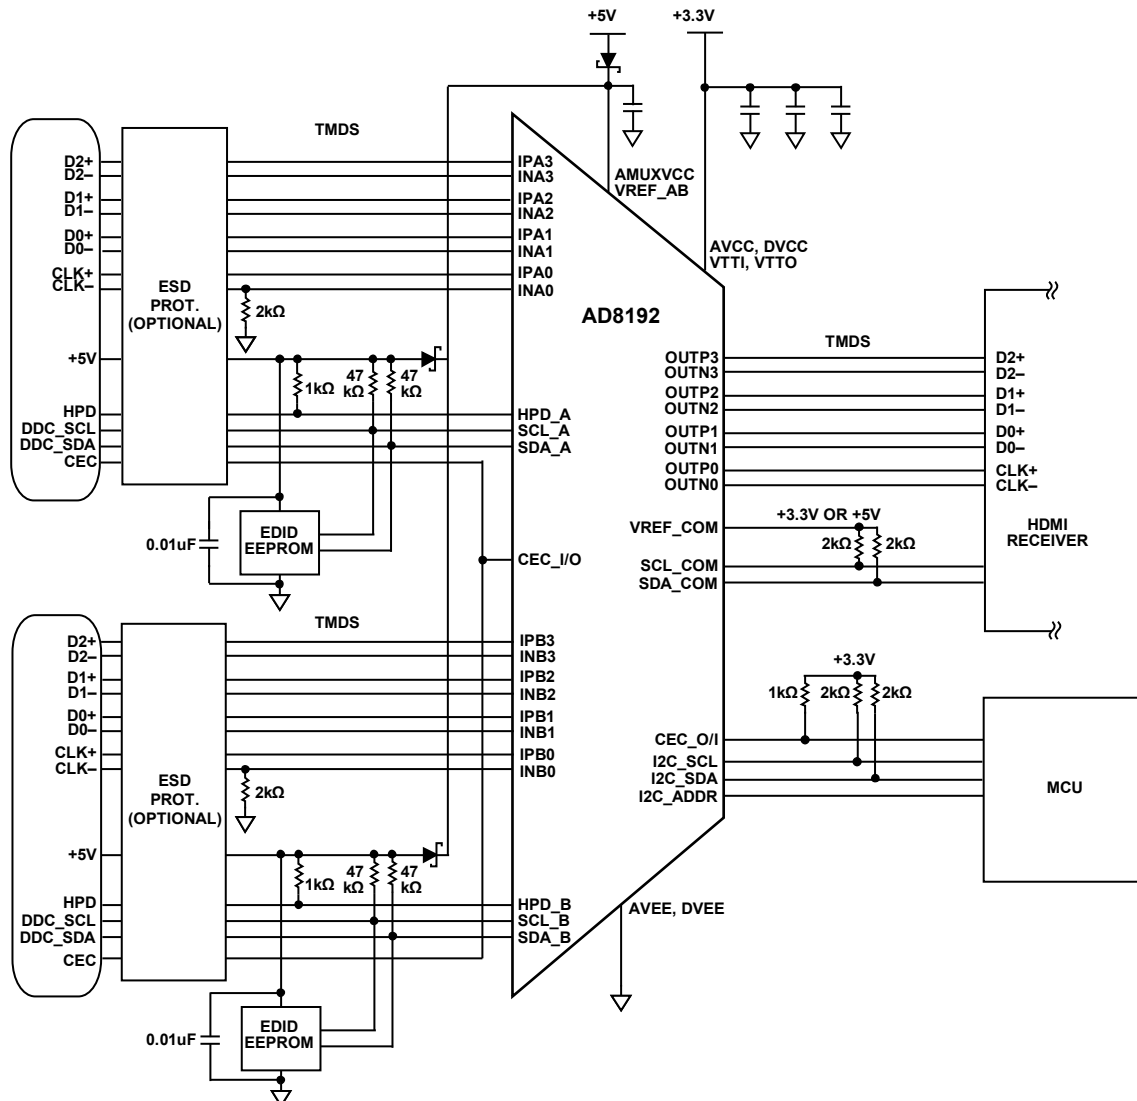 +5V
+3.3V
TMDS
D2+
D2–
D1+
D1–
D0+
D0–
CLK+
CLK–
+5V
HPD
DDC_SCL
DDC_SDA
CEC
ESD
PROT.
(OPTIONAL)
2kΩ
1kΩ
47
kΩ
47
kΩ
0.01uF
EDID
EEPROM
IPA3
INA3
IPA2
INA2
IPA1
INA1
IPA0
INA0
HPD_A
SCL_A
SDA_A
CEC_I/O
AMUXVCC
VREF_AB
AVCC, DVCC
VTTI, VTTO
AD8192
OUTP3
OUTN3
OUTP2
OUTN2
OUTP1
OUTN1
OUTP0
OUTN0
TMDS
D2+
D2–
D1+
D1–
D0+
D0–
CLK+
CLK–
HDMI
RECEIVER
VREF_COM
+3.3V OR +5V
2kΩ
2kΩ
SCL_COM
SDA_COM
TMDS
D2+
D2–
D1+
D1–
D0+
D0–
CLK+
CLK–
+5V
HPD
DDC_SCL
DDC_SDA
CEC
ESD
PROT.
(OPTIONAL)
2kΩ
1kΩ
47
kΩ
47
kΩ
0.01uF
EDID
EEPROM
IPB3
INB3
IPB2
INB2
IPB1
INB1
IPB0
INB0
HPD_B
SCL_B
SDA_B
+3.3V
1kΩ
2kΩ
2kΩ
CEC_O/I
I2C_SCL
I2C_SDA
I2C_ADDR
MCU
AVEE, DVEE